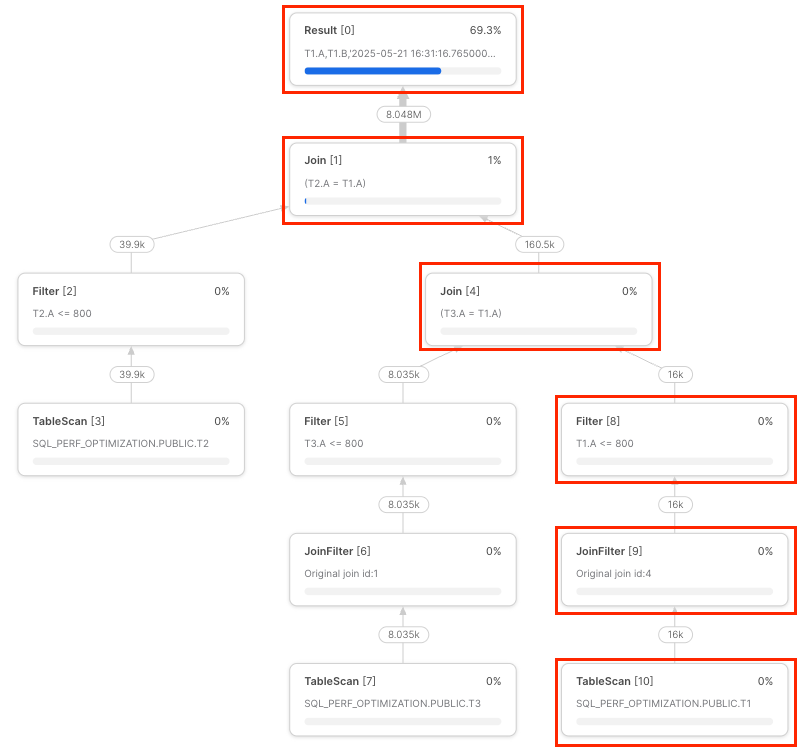 Result [0] 69.3%
T1.A,T1.B,'2025-05-21 16:31:16.765000...
8.048M
Join [1] 1%
(T2.A = T1.A)
39.9k 160.5k
Filter [2] 0%
T2.A <= 800
Join [4] 0%
(T3.A = T1.A)
39.9k 8.035k 16k
TableScan [3] 0%
SQL_PERF_OPTIMIZATION.PUBLIC.T2
Filter [5] 0%
T3.A <= 800
Filter [8] 0%
T1.A <= 800
8.035k 16k
JoinFilter [6] 0%
Original join id:1
JoinFilter [9] 0%
Original join id:4
8.035k 16k
TableScan [7] 0%
SQL_PERF_OPTIMIZATION.PUBLIC.T3
TableScan [10] 0%
SQL_PERF_OPTIMIZATION.PUBLIC.T1